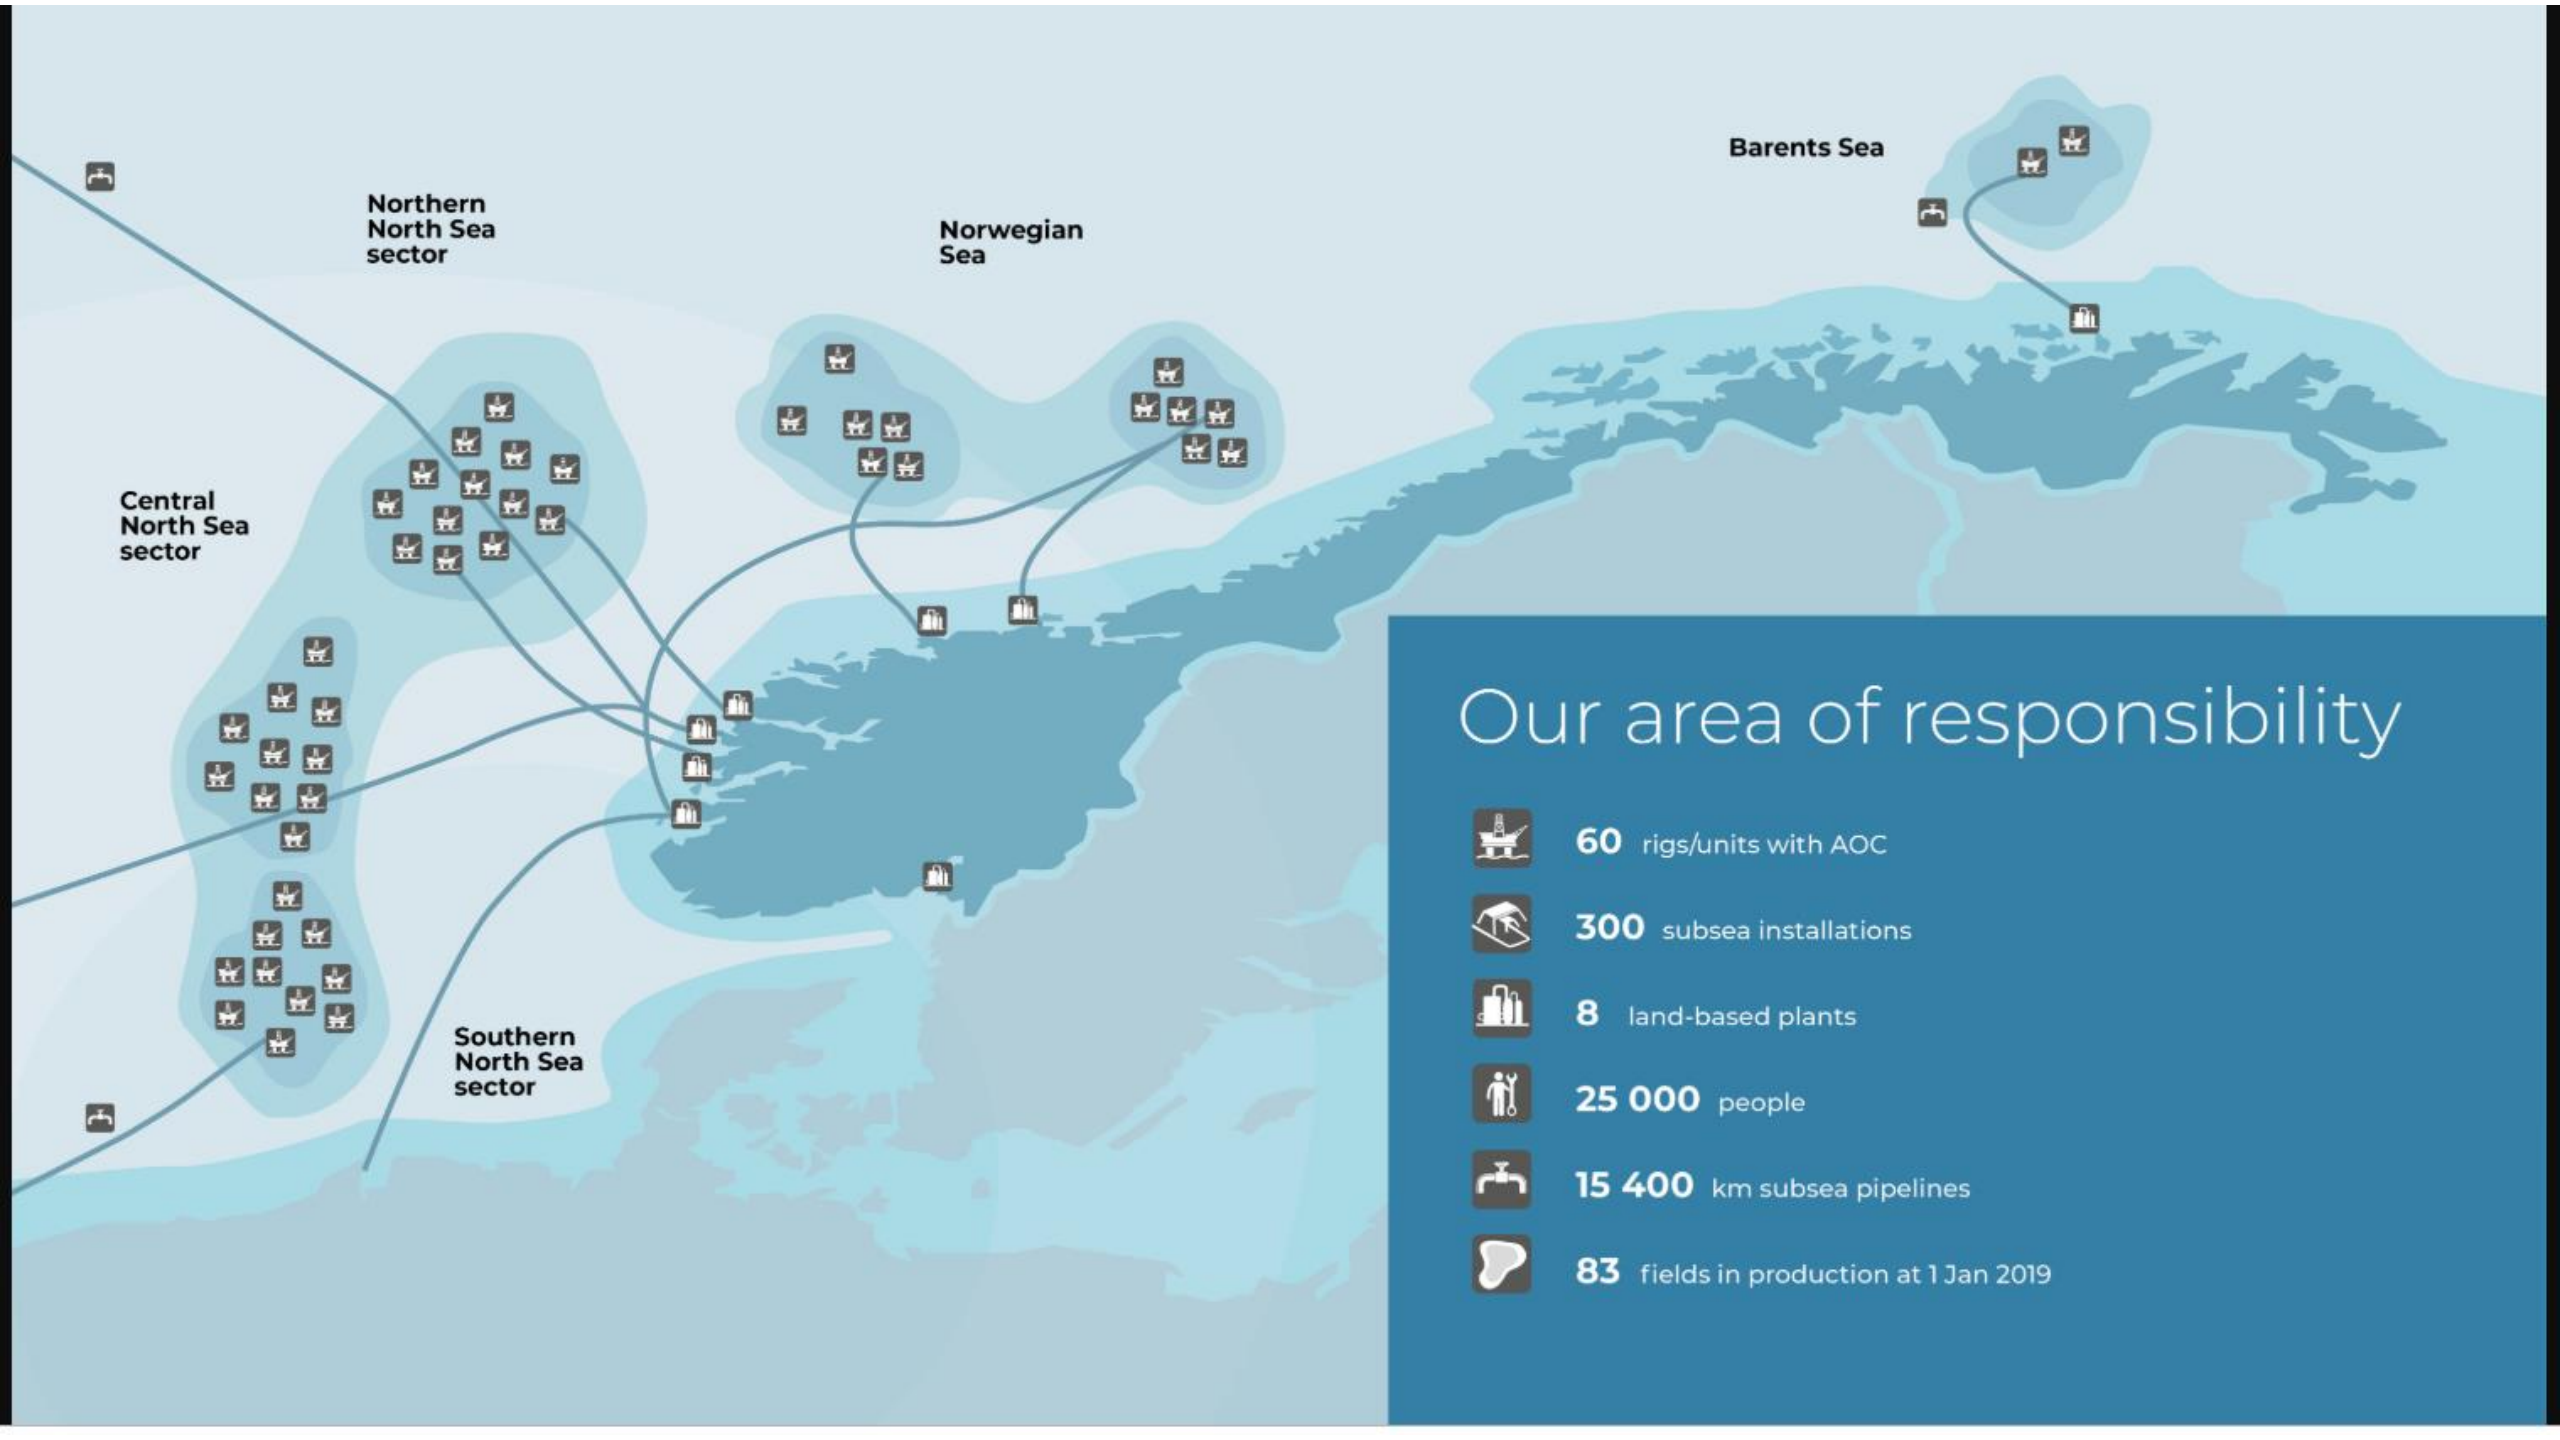 Northern
North Sea
sector
Norwegian
Sea
Barents Sea
Central
North Sea
sector
Southern
North Sea
sector
Our area of responsibility
60 rigs/units with AOC
300 subsea installations
8 land-based plants
25 000 people
15 400 km subsea pipelines
83 fields in production at 1 Jan 2019